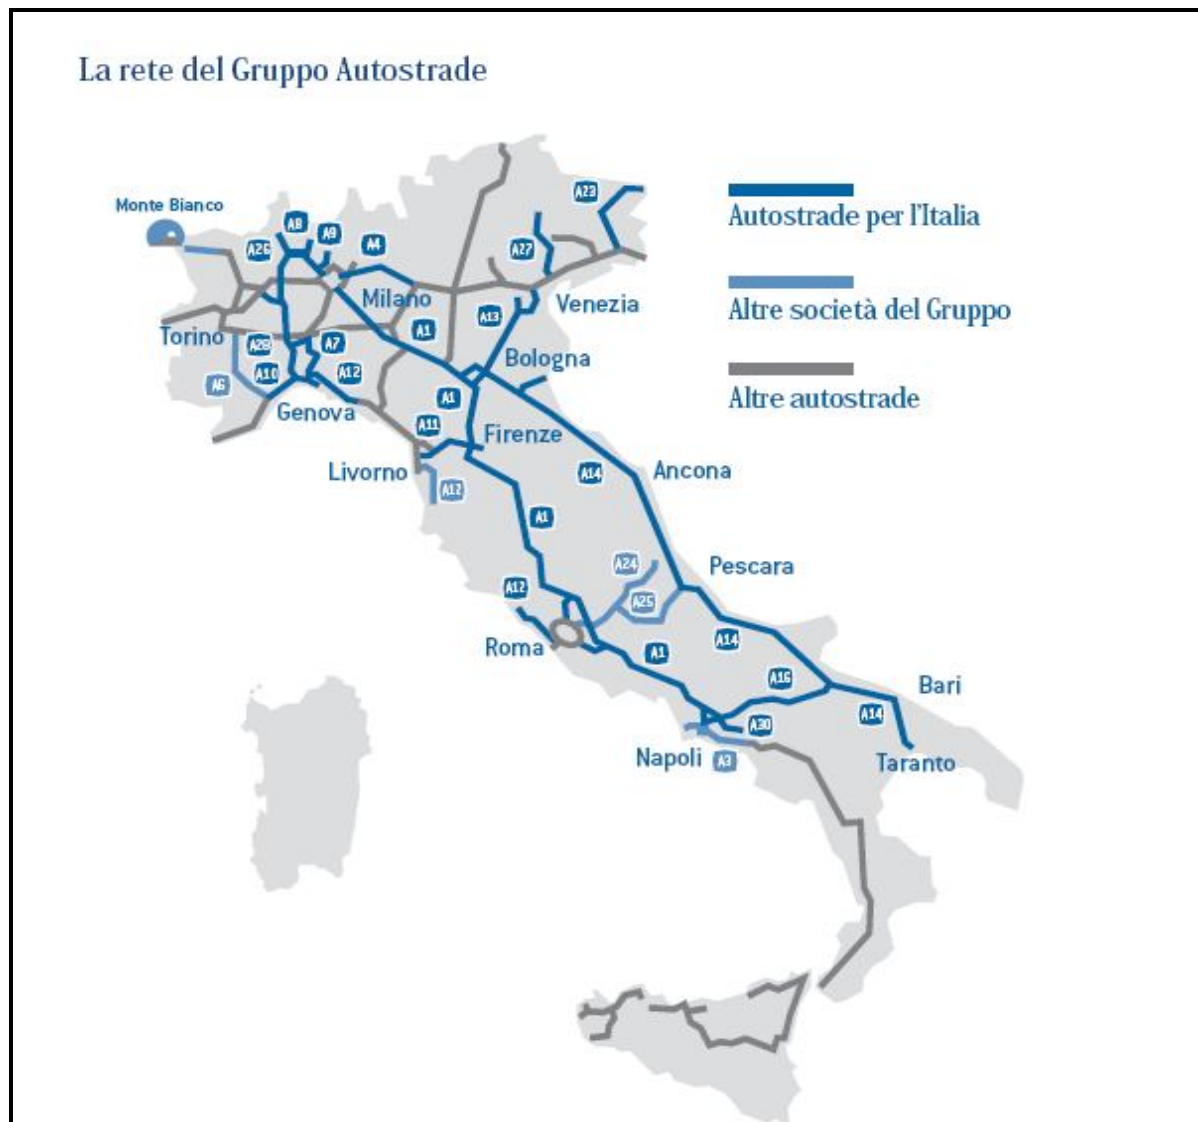 La rete del Gruppo Autostrade
Monte Bianco
A23
Autostrade per l'Italia
A8
A9
A26
A4
A27
Altre società del Gruppo
Milano
Venezia
A13
A1
Torino
A28
A7
Bologna
Altre autostrade
A6
A10
A12
Genova
A1
A11
Firenze
Livorno
A12
A14
Ancona
A1
A24
Pescara
A12
A25
Roma
A1
A14
A16
Bari
A14
A30
Napoli
A3
Taranto